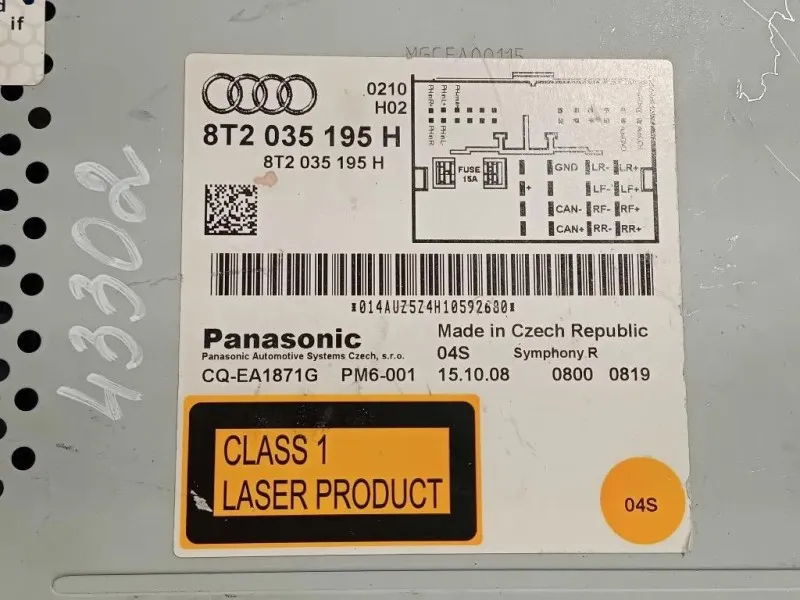 if
43302
0210
H02
8T2 035 195 H
8T2 035 195 H
FUSE
15A
+
GND LR- LR+
LF- LF+
CAN- RF- RF+
CAN+ RR- RR+
*014AUZ5Z4H10592680*
Panasonic
Panasonic Automotive Systems Czech, s.r.o.
CQ-EA1871G PM6-001
Made in Czech Republic
04S Symphony R
15.10.08 0800 0819
CLASS 1
LASER PRODUCT
04S